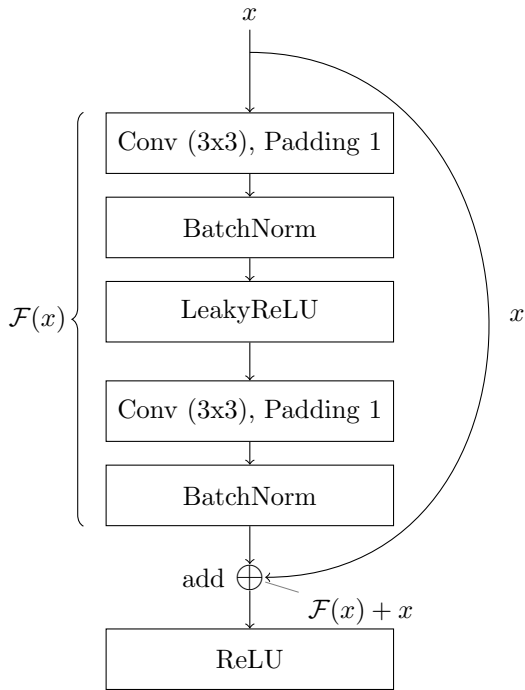 x
Conv (3x3), Padding 1
BatchNorm
LeakyReLU
ℱ(x)
x
Conv (3x3), Padding 1
BatchNorm
add
ℱ(x) + x
ReLU